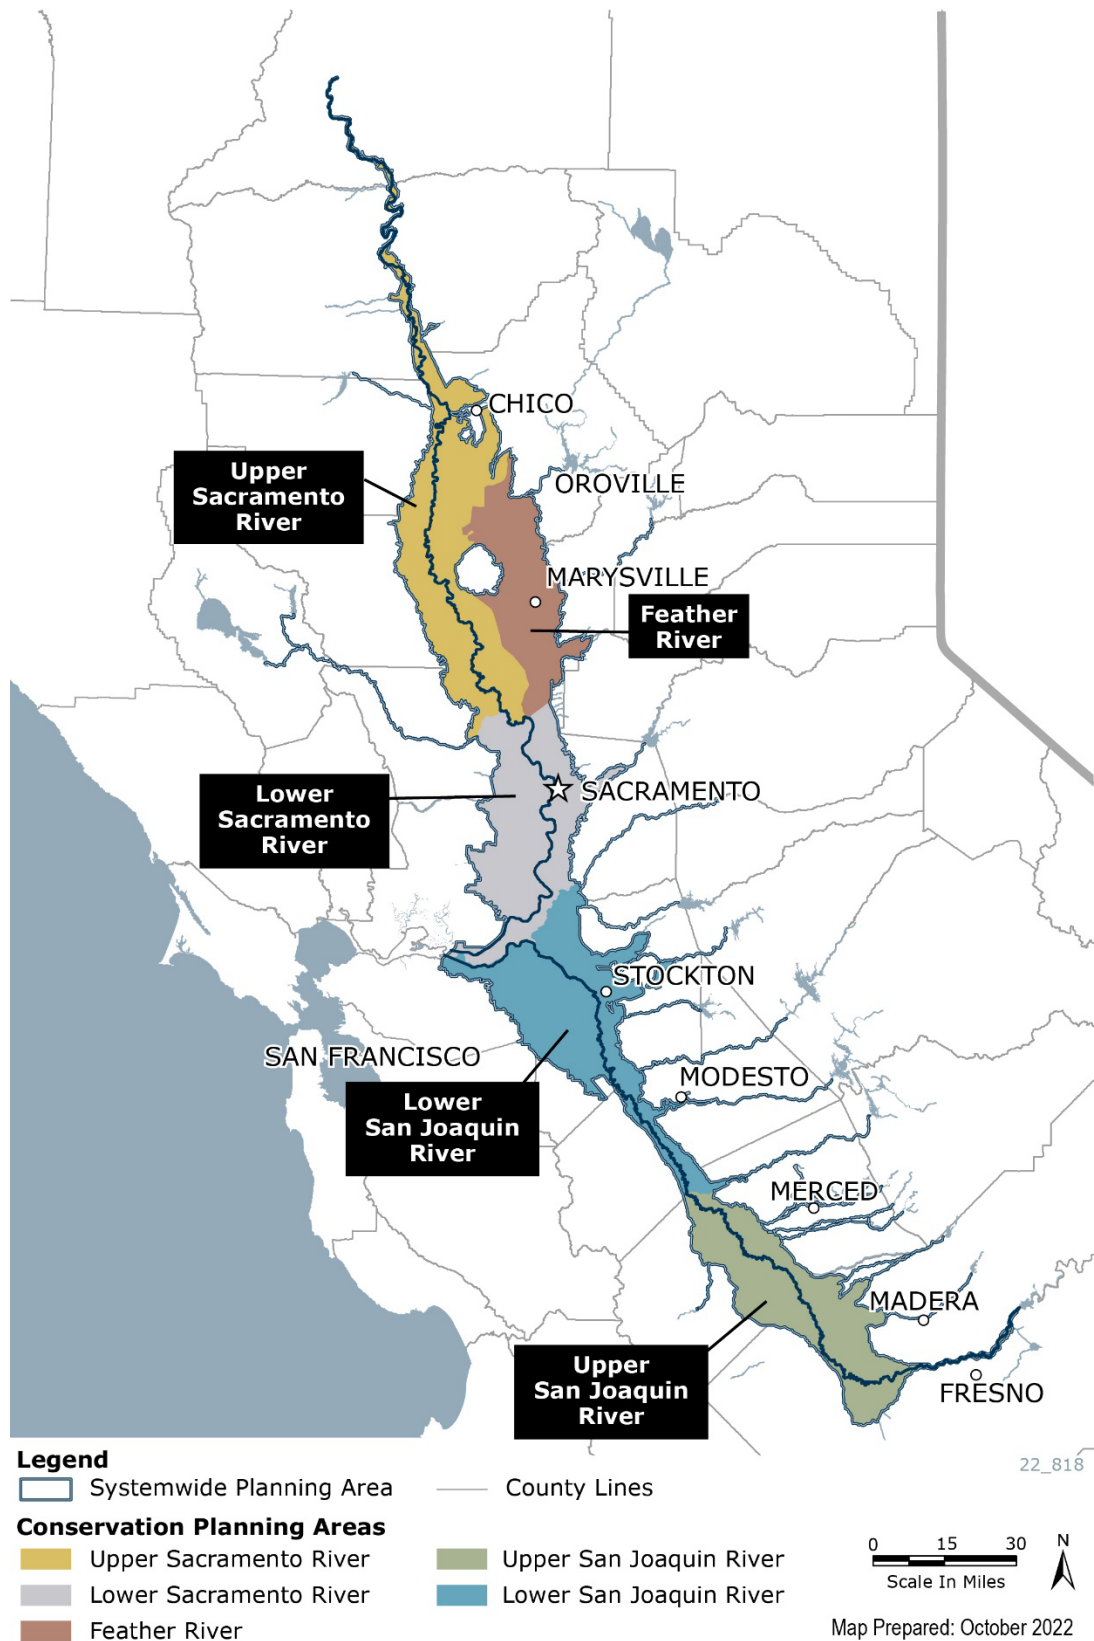 CHICO
Upper
Sacramento
River
OROVILLE
MARYSVILLE
Feather
River
Lower
Sacramento
River
SACRAMENTO
STOCKTON
SAN FRANCISCO
MODESTO
Lower
San Joaquin
River
MERCED
MADERA
Upper
San Joaquin
River
FRESNO
Legend
22_818
Systemwide Planning Area
County Lines
Conservation Planning Areas
Upper Sacramento River
Upper San Joaquin River
Lower Sacramento River
Lower San Joaquin River
Feather River
0 15 30
N
Scale In Miles
Map Prepared: October 2022